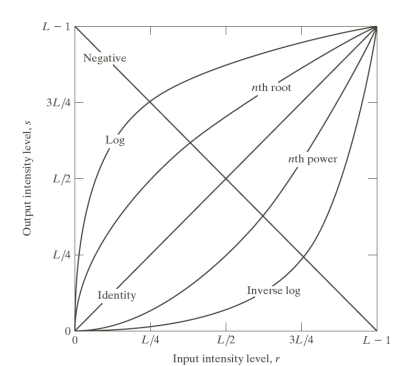 L − 1
Negative
nth root
3L/4
Log
Output intensity level, s
L/2
nth power
L/4
Identity
Inverse log
0
0 L/4 L/2 3L/4 L − 1
Input intensity level, r